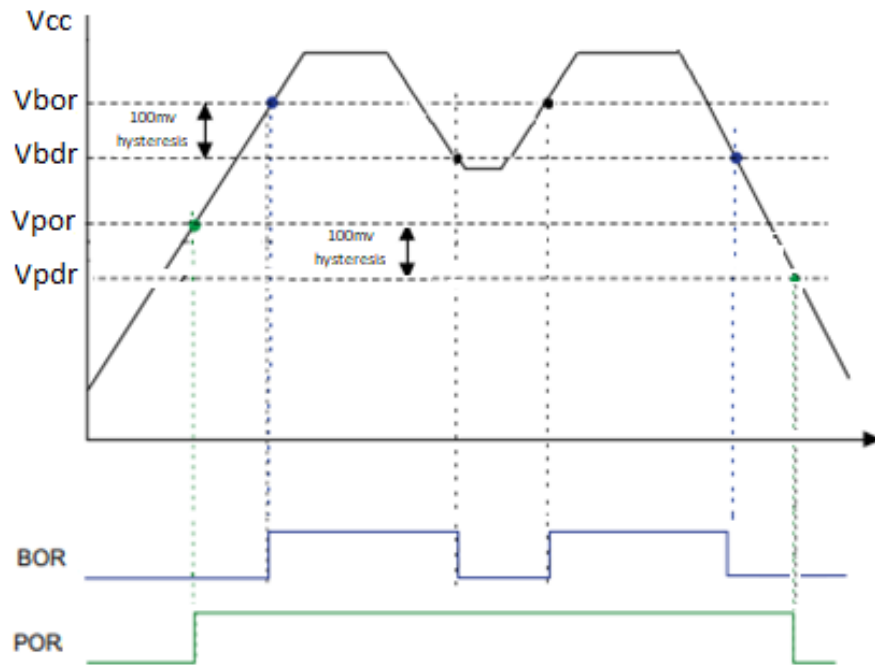 Vcc
Vbor
100mv
hysteresis
Vbdr
Vpor
100mv
hysteresis
Vpdr
BOR
POR